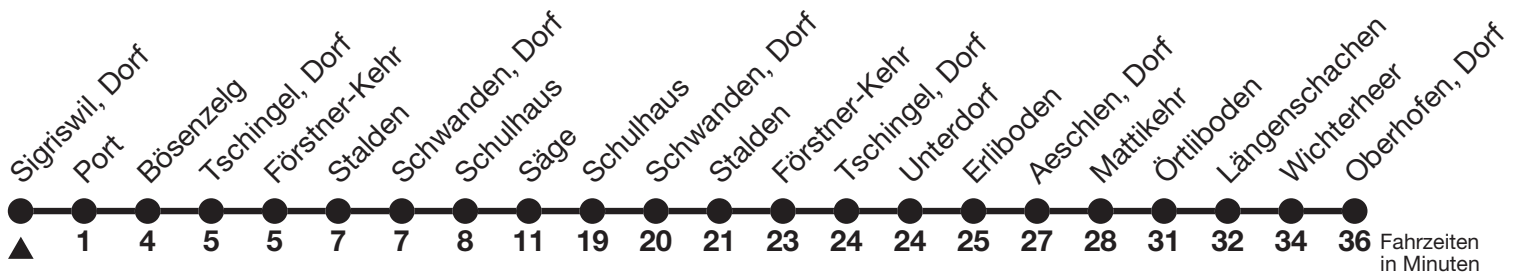 Sigriswil, Dorf
Port
Bösenzelg
Tschingel, Dorf
Förstner-Kehr
Stalden
Schwanden, Dorf
Schulhaus
Säge
Schulhaus
Schwanden, Dorf
Stalden
Förstner-Kehr
Tschingel, Dorf
Unterdorf
Erliboden
Aeschlen, Dorf
Mattikehr
Örtliboden
Längenschachen
Wichterheer
Oberhofen, Dorf
1 4 5 5 7 7 8 11 19 20 21 23 24 24 25 27 28 31 32 34 36 Fahrzeiten
in Minuten